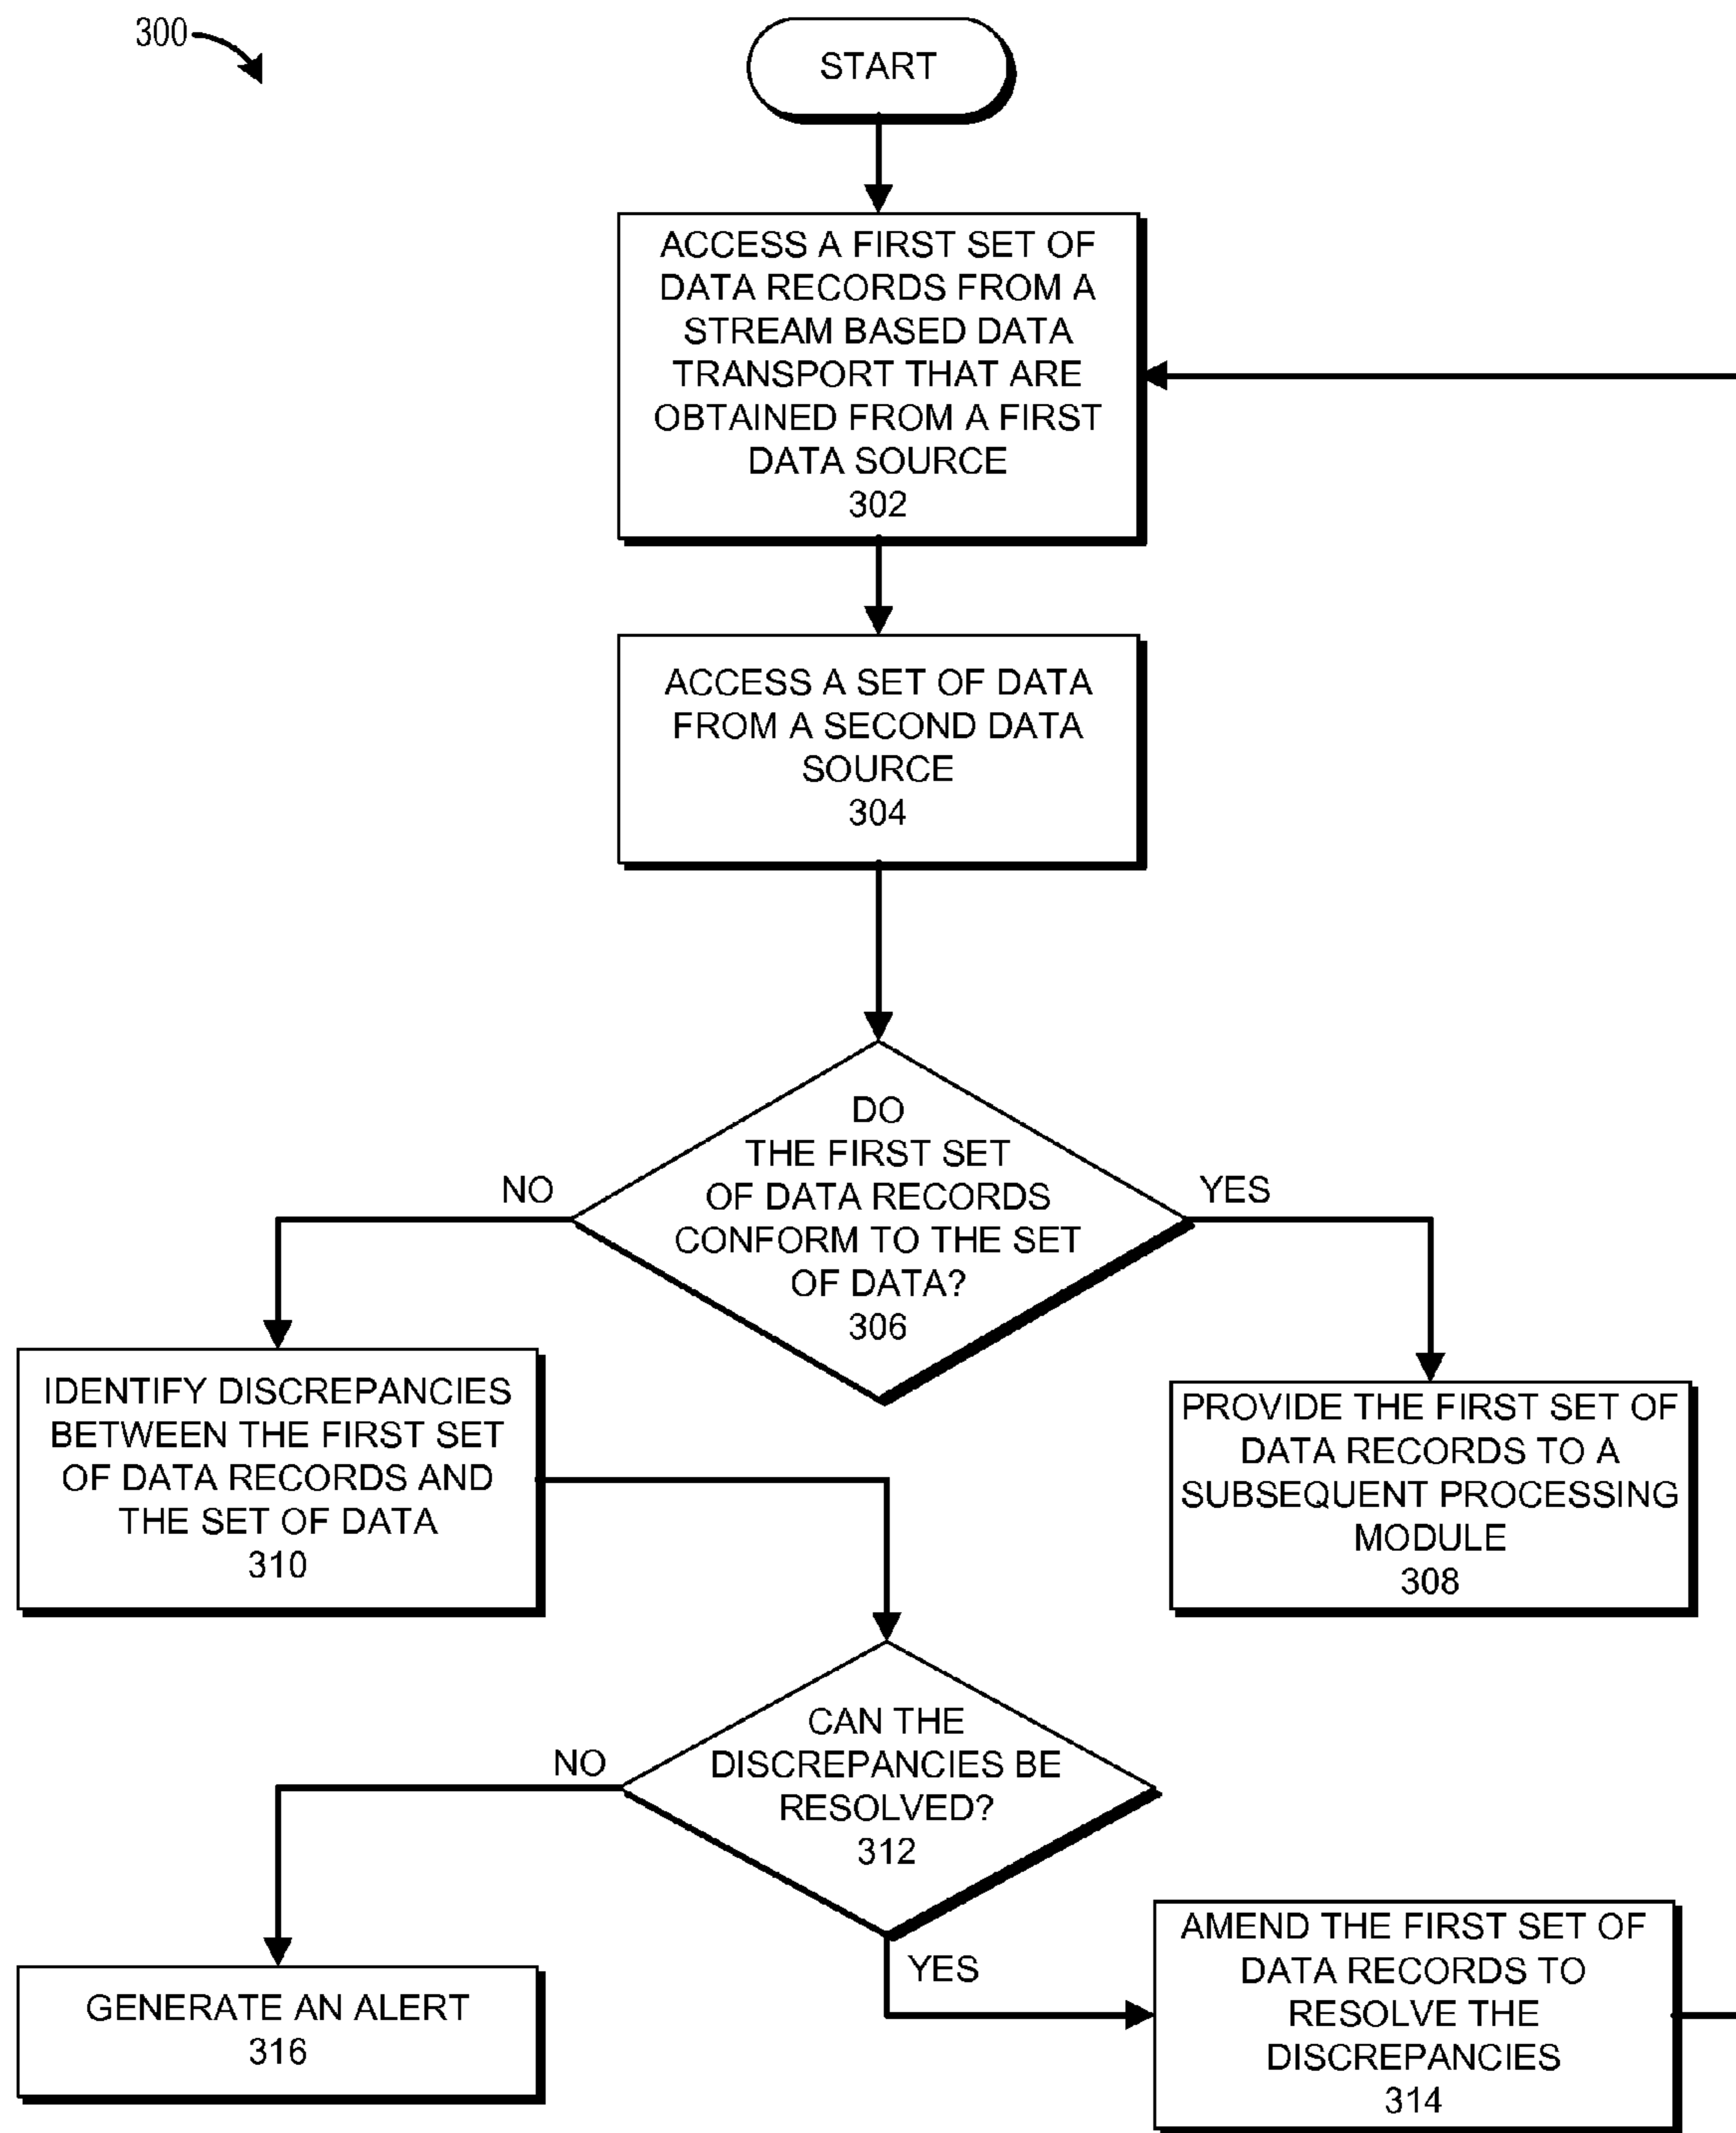 300
START
ACCESS A FIRST SET OF
DATA RECORDS FROM A
STREAM BASED DATA
TRANSPORT THAT ARE
OBTAINED FROM A FIRST
DATA SOURCE
302
ACCESS A SET OF DATA
FROM A SECOND DATA
SOURCE
304
DO
THE FIRST SET
OF DATA RECORDS
CONFORM TO THE SET
OF DATA?
306
NO
YES
IDENTIFY DISCREPANCIES
BETWEEN THE FIRST SET
OF DATA RECORDS AND
THE SET OF DATA
310
PROVIDE THE FIRST SET OF
DATA RECORDS TO A
SUBSEQUENT PROCESSING
MODULE
308
CAN THE
DISCREPANCIES BE
RESOLVED?
312
NO
YES
GENERATE AN ALERT
316
AMEND THE FIRST SET OF
DATA RECORDS TO
RESOLVE THE
DISCREPANCIES
314